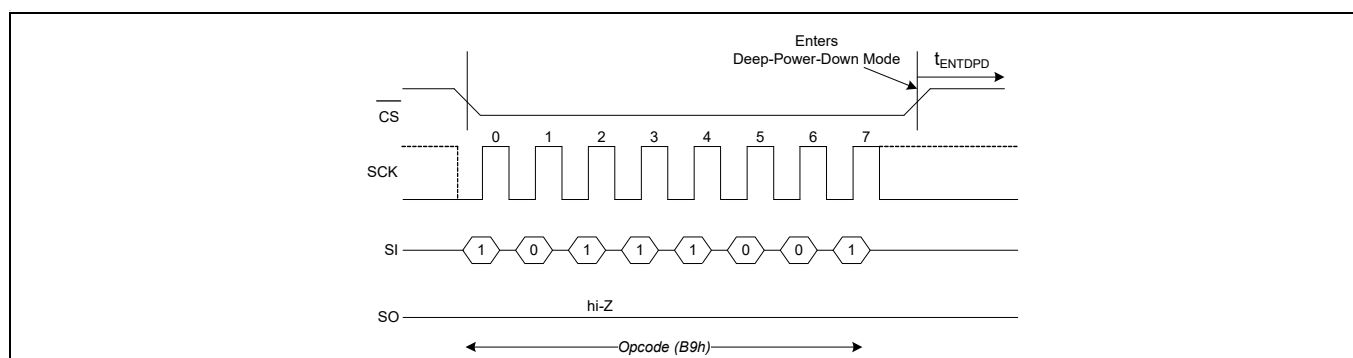 Enters
Deep-Power-Down Mode
tENTDPD
CS
0 1 2 3 4 5 6 7
SCK
SI 1 0 1 1 1 0 0 1
hi-Z
SO
Opcode (B9h)